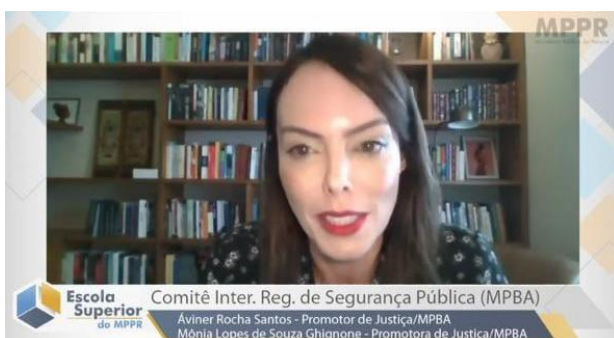 MPPR
Escola
Superior
do MPPR
Comitê Inter. Reg. de Segurança Pública (MPBA)
Áviner Rocha Santos - Promotor de Justiça/MPBA
Mônia Lopes de Souza Ghignone - Promotora de Justiça/MPBA